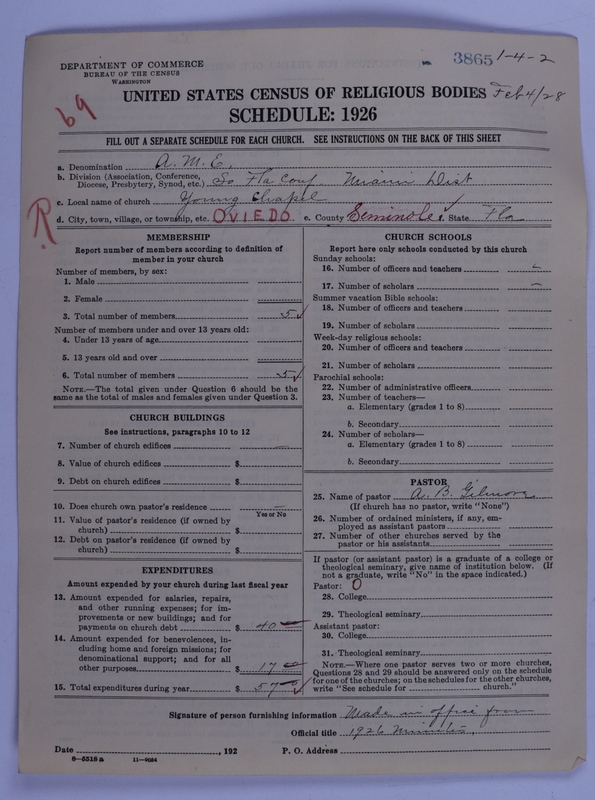 DEPARTMENT OF COMMERCE
BUREAU OF THE CENSUS
WASHINGTON
3865 1-4-2
69
UNITED STATES CENSUS OF RELIGIOUS BODIES Feb 4/28
SCHEDULE: 1926
FILL OUT A SEPARATE SCHEDULE FOR EACH CHURCH. SEE INSTRUCTIONS ON THE BACK OF THIS SHEET
R
a. Denomination A. M. E.
b. Division (Association, Conference, Diocese, Presbytery, Synod, etc.) So Fla Conf Miami Dist
c. Local name of church Young Chapel
d. City, town, village, or township, etc. OVIEDO e. County Seminole f. State Fla
MEMBERSHIP
Report number of members according to definition of
member in your church
Number of members, by sex:
1. Male
2. Female
3. Total number of members 5
Number of members under and over 13 years old:
4. Under 13 years of age
5. 13 years old and over
6. Total number of members 5
NOTE.—The total given under Question 6 should be the
same as the total of males and females given under Question 3.
CHURCH BUILDINGS
See instructions, paragraphs 10 to 12
7. Number of church edifices —
8. Value of church edifices $
9. Debt on church edifices $
10. Does church own pastor's residence —
Yes or No
11. Value of pastor's residence (if owned by
church) $
12. Debt on pastor's residence (if owned by
church) $
EXPENDITURES
Amount expended by your church during last fiscal year
13. Amount expended for salaries, repairs,
and other running expenses; for im-
provements or new buildings; and for
payments on church debt $ 40 —
14. Amount expended for benevolences, in-
cluding home and foreign missions; for
denominational support; and for all
other purposes $ 17 00
15. Total expenditures during year $ 57 00
CHURCH SCHOOLS
Report here only schools conducted by this church
Sunday schools:
16. Number of officers and teachers
17. Number of scholars —
Summer vacation Bible schools:
18. Number of officers and teachers
19. Number of scholars
Week-day religious schools:
20. Number of officers and teachers
21. Number of scholars
Parochial schools:
22. Number of administrative officers
23. Number of teachers—
a. Elementary (grades 1 to 8)
b. Secondary
24. Number of scholars—
a. Elementary (grades 1 to 8)
b. Secondary
PASTOR
25. Name of pastor A. B. Gilmore
(If church has no pastor, write "None")
26. Number of ordained ministers, if any, em-
ployed as assistant pastors
27. Number of other churches served by the
pastor or his assistants
If pastor (or assistant pastor) is a graduate of a college or
theological seminary, give name of institution below. (If
not a graduate, write "No" in the space indicated.)
Pastor: O
28. College
29. Theological seminary
Assistant pastor:
30. College
31. Theological seminary
NOTE.—Where one pastor serves two or more churches,
Questions 28 and 29 should be answered only on the schedule
for one of the churches; on the schedules for the other churches,
write "See schedule for church."
Signature of person furnishing information Made in office from
Official title 1926 Minutes.
Date , 192 P. O. Address
8—5318 a 11—9034